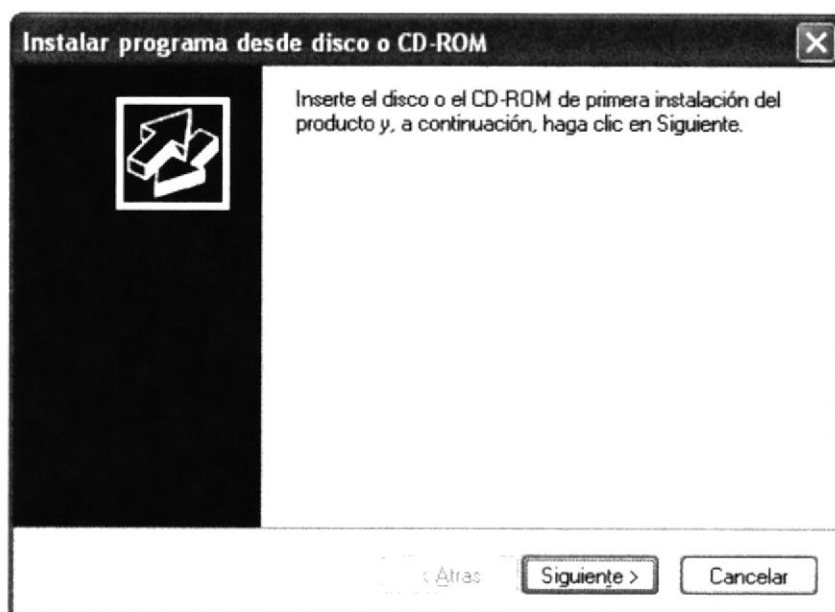 Instalar programa desde disco o CD-ROM
Inserte el disco o el CD-ROM de primera instalación del
producto y, a continuación, haga clic en Siguiente.
< Atras
Siguiente >
Cancelar